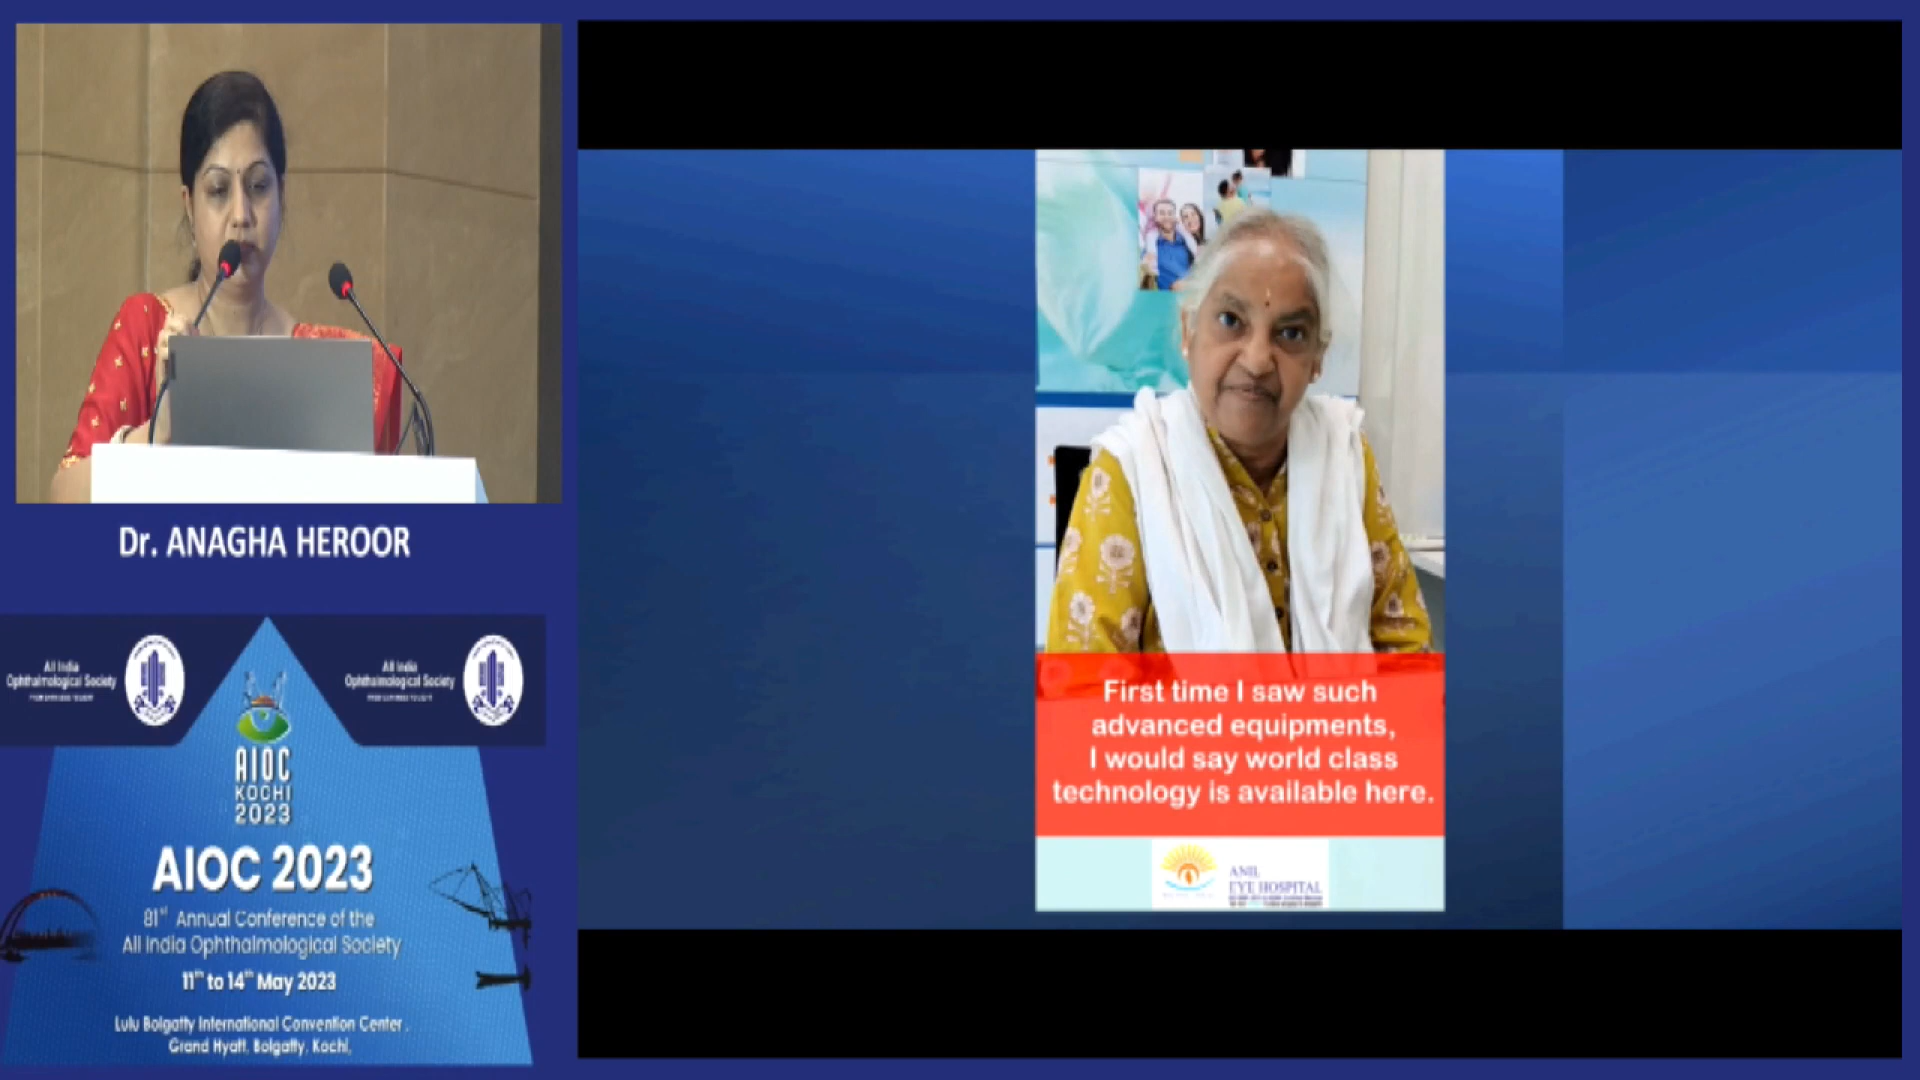 Dr. ANAGHA HEROOR
All India
Ophthalmological Society
All India
Ophthalmological Society
AIOC
KOCHI
2023
AIOC 2023
81st Annual Conference of the
All India Ophthalmological Society
11th to 14th May 2023
Lulu Bolgatty International Convention Center,
Grand Hyatt, Bolgatty, Kochi,
First time I saw such
advanced equipments,
I would say world class
technology is available here.
ANIL
EYE HOSPITAL